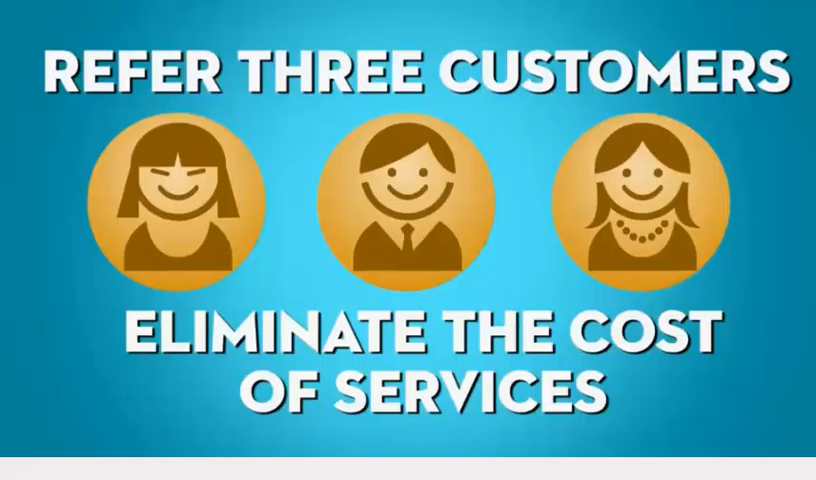 REFER THREE CUSTOMERS
ELIMINATE THE COST
OF SERVICES